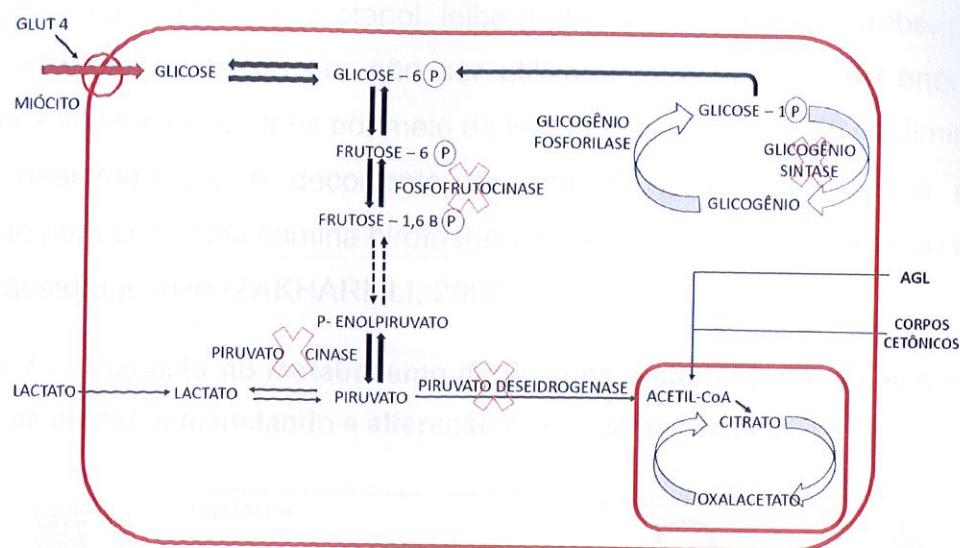 GLUT 4
MIÓCITO
GLICOSE
GLICOSE – 6 P
GLICOGÊNIO
FOSFORILASE
GLICOSE – 1 P
GLICOGÊNIO
SINTASE
GLICOGÊNIO
FRUTOSE – 6 P
FOSFOFRUTOCINASE
FRUTOSE – 1,6 B P
P- ENOLPIRUVATO
PIRUVATO CINASE
AGL
CORPOS
CETÔNICOS
LACTATO
LACTATO
PIRUVATO
PIRUVATO DESEIDROGENASE
ACETIL-CoA
CITRATO
OXALACETATO